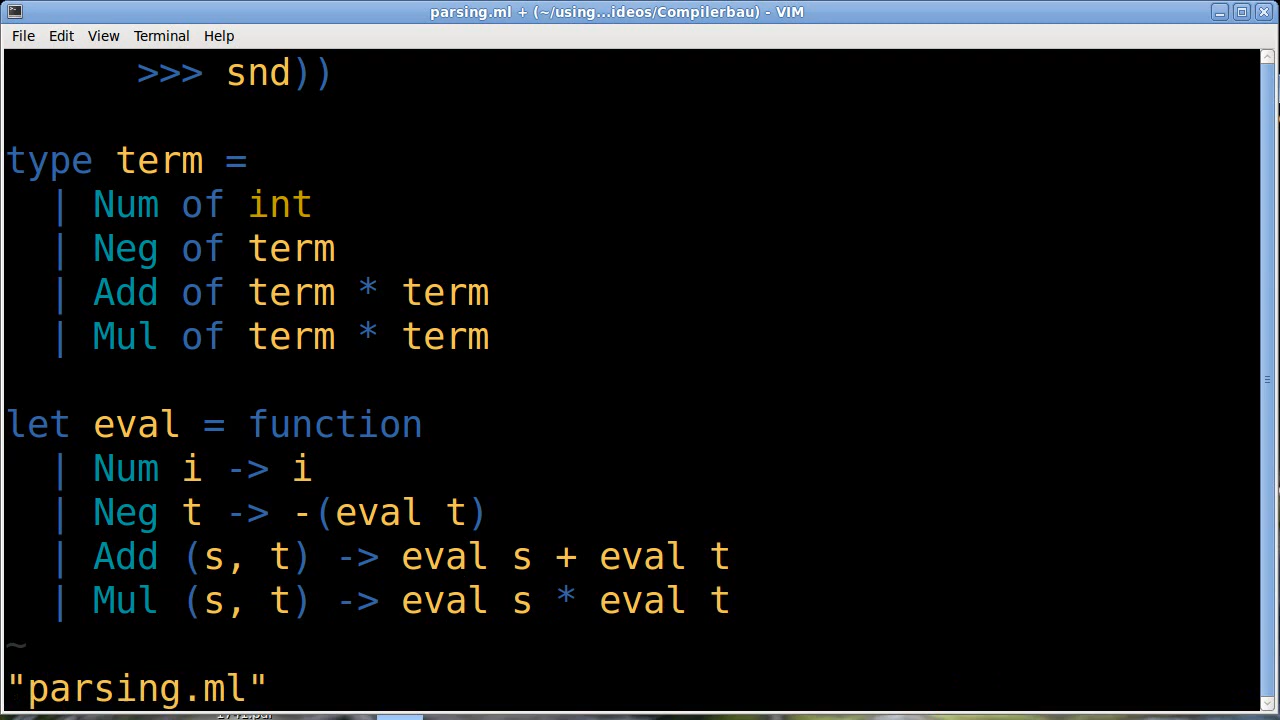 parsing.ml + (~/using...ideos/Compilerbau) - VIM
File Edit View Terminal Help
>>> snd))
type term =
| Num of int
| Neg of term
| Add of term * term
| Mul of term * term
let eval = function
| Num i -> i
| Neg t -> -(eval t)
| Add (s, t) -> eval s + eval t
| Mul (s, t) -> eval s * eval t
~
"parsing.ml"